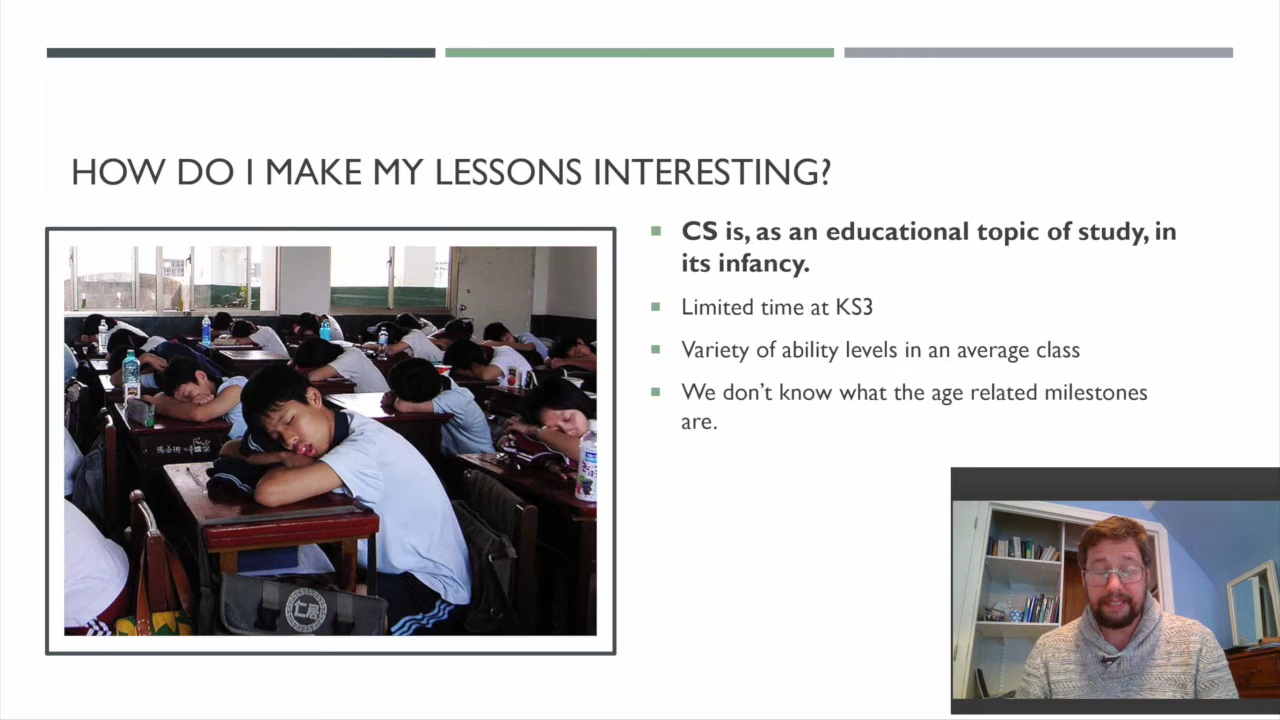 HOW DO I MAKE MY LESSONS INTERESTING?
CS is, as an educational topic of study, in
its infancy.
Limited time at KS3
Variety of ability levels in an average class
We don't know what the age related milestones
are.